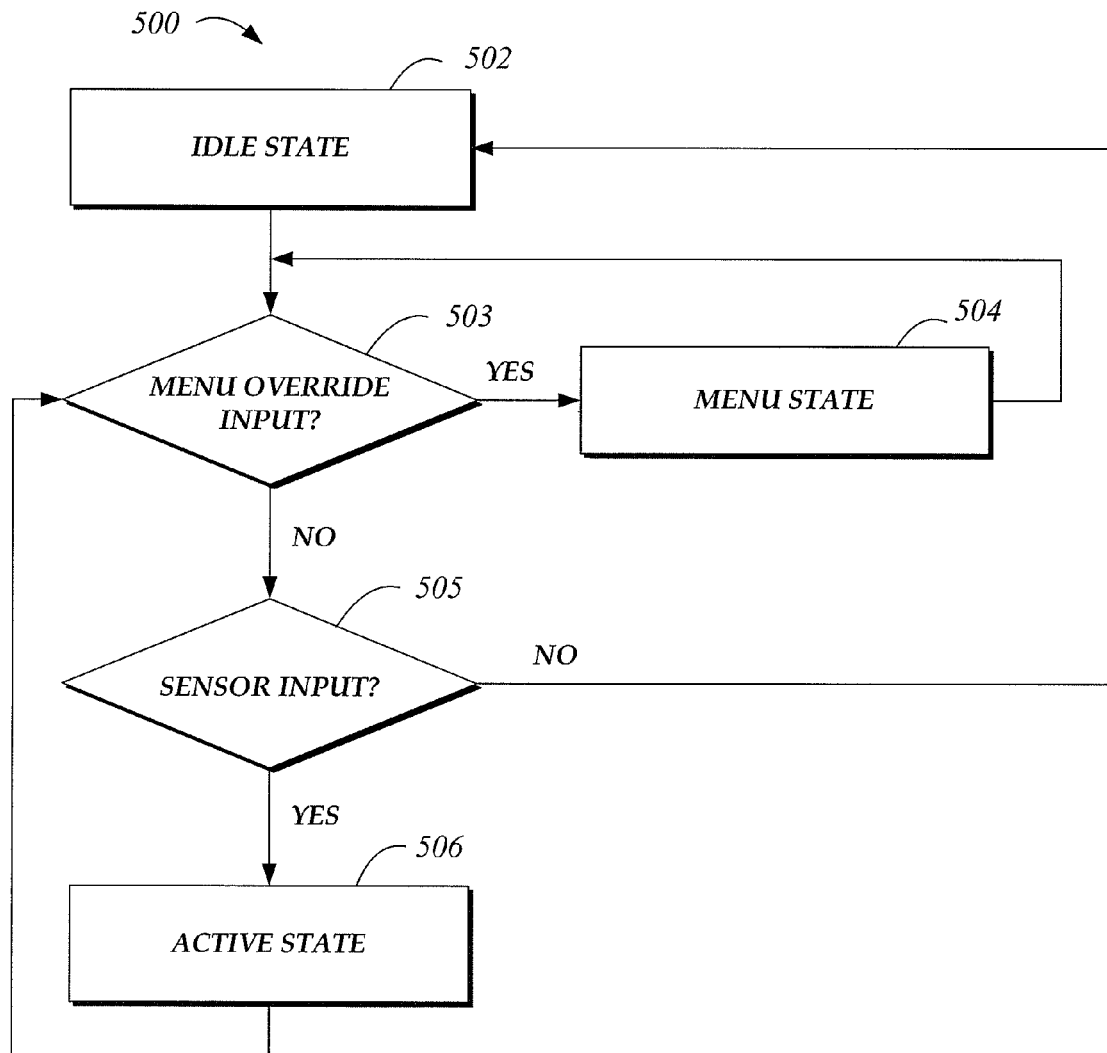 500
502
IDLE STATE
503
MENU OVERRIDE
INPUT?
YES
504
MENU STATE
NO
505
SENSOR INPUT?
NO
YES
506
ACTIVE STATE